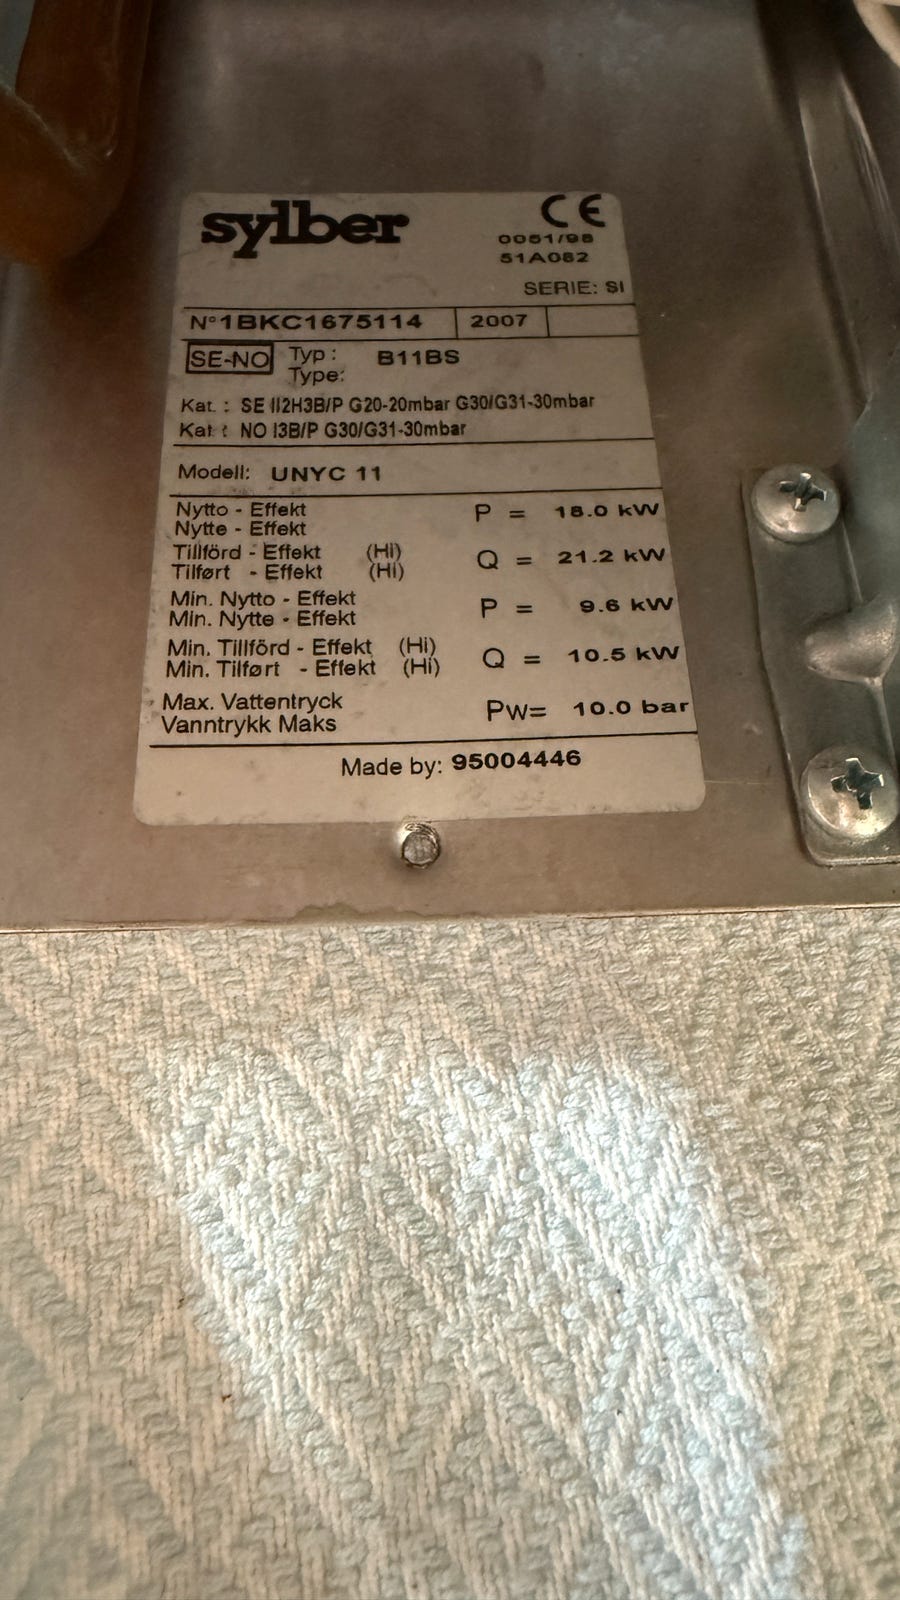 sylber CE
0051/98
51A082
SERIE: SI
N°1BKC1675114 2007
SE-NO Typ : B11BS
Type:
Kat. : SE II2H3B/P G20-20mbar G30/G31-30mbar
Kat : NO I3B/P G30/G31-30mbar
Modell: UNYC 11
Nytto - Effekt P = 18.0 kW
Nytte - Effekt
Tillförd - Effekt (Hi) Q = 21.2 kW
Tilført - Effekt (Hi)
Min. Nytto - Effekt P = 9.6 kW
Min. Nytte - Effekt
Min. Tillförd - Effekt (Hi) Q = 10.5 kW
Min. Tilført - Effekt (Hi)
Max. Vattentryck Pw= 10.0 bar
Vanntrykk Maks
Made by: 95004446